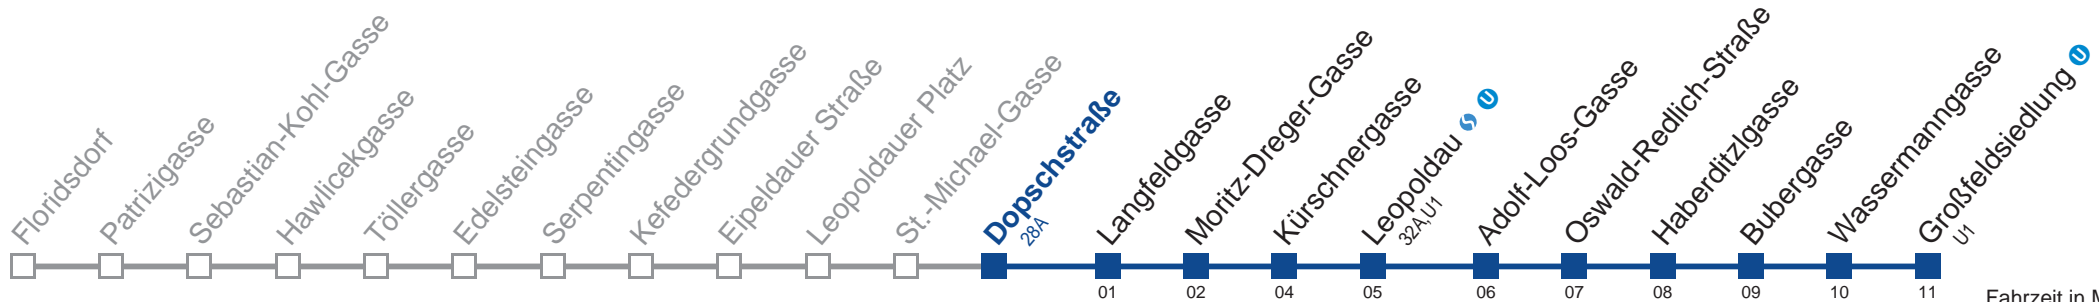 Floridsdorf
Patrizigasse
Sebastian-Kohl-Gasse
Hawlicekgasse
Töllergasse
Edelsteingasse
Serpentingasse
Kefedergrundgasse
Eipeldauer Straße
Leopoldauer Platz
St.-Michael-Gasse
Dopschstraße
28A
Langfeldgasse
Moritz-Dreger-Gasse
Kürschnergasse
Leopoldau S U
32A,U1
Adolf-Loos-Gasse
Oswald-Redlich-Straße
Haberditzlgasse
Bubergasse
Wassermanngasse
Großfeldsiedlung U
U1
01 02 04 05 06 07 08 09 10 11
Fahrzeit in M